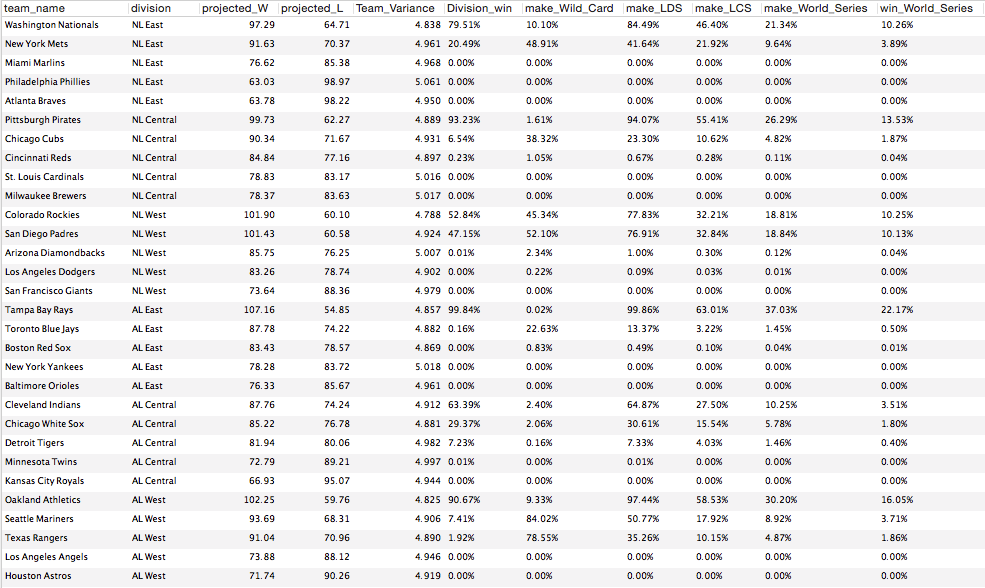 team_name division projected_W projected_L Team_Variance Division_win make_Wild_Card make_LDS make_LCS make_World_Series win_World_Series
Washington Nationals NL East 97.29 64.71 4.838 79.51% 10.10% 84.49% 46.40% 21.34% 10.26%
New York Mets NL East 91.63 70.37 4.961 20.49% 48.91% 41.64% 21.92% 9.64% 3.89%
Miami Marlins NL East 76.62 85.38 4.968 0.00% 0.00% 0.00% 0.00% 0.00% 0.00%
Philadelphia Phillies NL East 63.03 98.97 5.061 0.00% 0.00% 0.00% 0.00% 0.00% 0.00%
Atlanta Braves NL East 63.78 98.22 4.950 0.00% 0.00% 0.00% 0.00% 0.00% 0.00%
Pittsburgh Pirates NL Central 99.73 62.27 4.889 93.23% 1.61% 94.07% 55.41% 26.29% 13.53%
Chicago Cubs NL Central 90.34 71.67 4.931 6.54% 38.32% 23.30% 10.62% 4.82% 1.87%
Cincinnati Reds NL Central 84.84 77.16 4.897 0.23% 1.05% 0.67% 0.28% 0.11% 0.04%
St. Louis Cardinals NL Central 78.83 83.17 5.016 0.00% 0.00% 0.00% 0.00% 0.00% 0.00%
Milwaukee Brewers NL Central 78.37 83.63 5.017 0.00% 0.00% 0.00% 0.00% 0.00% 0.00%
Colorado Rockies NL West 101.90 60.10 4.788 52.84% 45.34% 77.83% 32.21% 18.81% 10.25%
San Diego Padres NL West 101.43 60.58 4.924 47.15% 52.10% 76.91% 32.84% 18.84% 10.13%
Arizona Diamondbacks NL West 85.75 76.25 5.007 0.01% 2.34% 1.00% 0.30% 0.12% 0.04%
Los Angeles Dodgers NL West 83.26 78.74 4.902 0.00% 0.22% 0.09% 0.03% 0.01% 0.00%
San Francisco Giants NL West 73.64 88.36 4.979 0.00% 0.00% 0.00% 0.00% 0.00% 0.00%
Tampa Bay Rays AL East 107.16 54.85 4.857 99.84% 0.02% 99.86% 63.01% 37.03% 22.17%
Toronto Blue Jays AL East 87.78 74.22 4.882 0.16% 22.63% 13.37% 3.22% 1.45% 0.50%
Boston Red Sox AL East 83.43 78.57 4.869 0.00% 0.83% 0.49% 0.10% 0.04% 0.01%
New York Yankees AL East 78.28 83.72 5.018 0.00% 0.00% 0.00% 0.00% 0.00% 0.00%
Baltimore Orioles AL East 76.33 85.67 4.961 0.00% 0.00% 0.00% 0.00% 0.00% 0.00%
Cleveland Indians AL Central 87.76 74.24 4.912 63.39% 2.40% 64.87% 27.50% 10.25% 3.51%
Chicago White Sox AL Central 85.22 76.78 4.881 29.37% 2.06% 30.61% 15.54% 5.78% 1.80%
Detroit Tigers AL Central 81.94 80.06 4.982 7.23% 0.16% 7.33% 4.03% 1.46% 0.40%
Minnesota Twins AL Central 72.79 89.21 4.997 0.01% 0.00% 0.01% 0.00% 0.00% 0.00%
Kansas City Royals AL Central 66.93 95.07 4.944 0.00% 0.00% 0.00% 0.00% 0.00% 0.00%
Oakland Athletics AL West 102.25 59.76 4.825 90.67% 9.33% 97.44% 58.53% 30.20% 16.05%
Seattle Mariners AL West 93.69 68.31 4.906 7.41% 84.02% 50.77% 17.92% 8.92% 3.71%
Texas Rangers AL West 91.04 70.96 4.890 1.92% 78.55% 35.26% 10.15% 4.87% 1.86%
Los Angeles Angels AL West 73.88 88.12 4.946 0.00% 0.00% 0.00% 0.00% 0.00% 0.00%
Houston Astros AL West 71.74 90.26 4.919 0.00% 0.00% 0.00% 0.00% 0.00% 0.00%